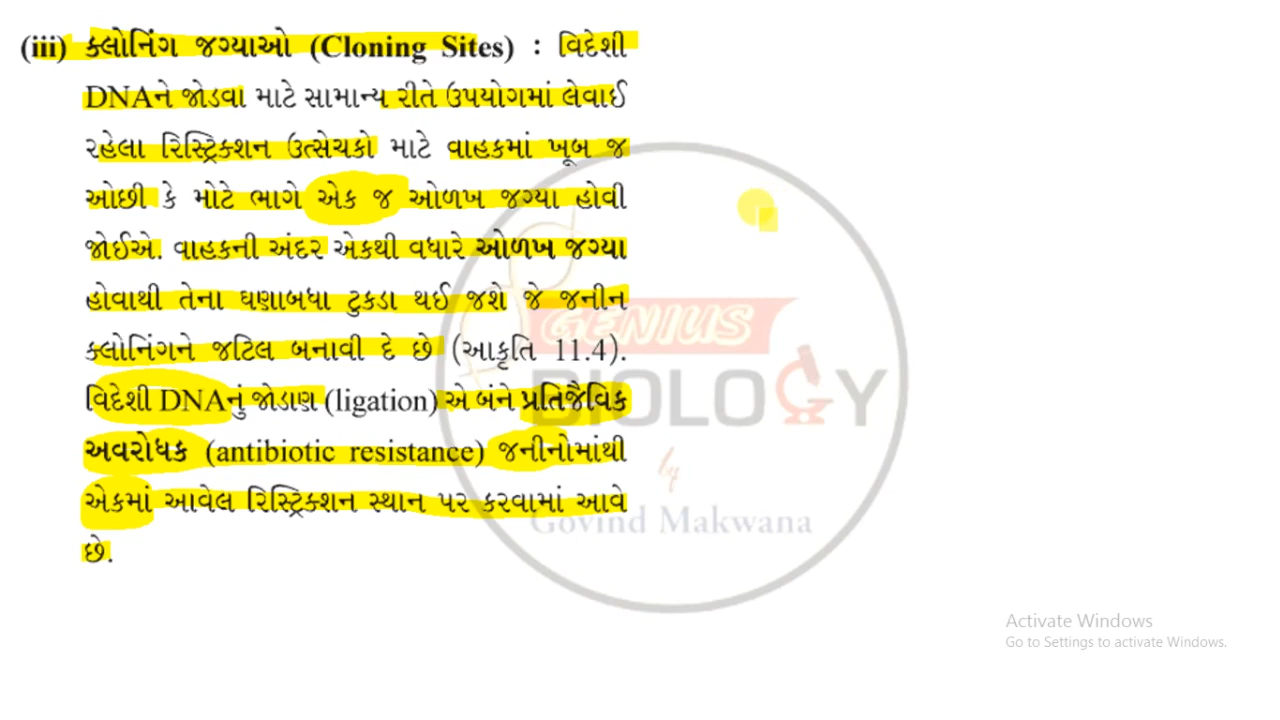 (iii) ક્લોનિંગ જગ્યાઓ (Cloning Sites) : વિદેશી
DNAને જોડવા માટે સામાન્ય રીતે ઉપયોગમાં લેવાઈ
રહેલા રિસ્ટ્રિક્શન ઉત્સેચકો માટે વાહકમાં ખૂબ જ
ઓછી કે મોટે ભાગે એક જ ઓળખ જગ્યા હોવી
જોઈએ. વાહકની અંદર એકથી વધારે ઓળખ જગ્યા
હોવાથી તેના ઘણાબધા ટુકડા થઈ જશે જે જનીન
ક્લોનિંગને જટિલ બનાવી દે છે (આકૃતિ 11.4).
વિદેશી DNAનું જોડાણ (ligation) એ બંને પ્રતિજૈવિક
અવરોધક (antibiotic resistance) જનીનોમાંથી
એકમાં આવેલ રિસ્ટ્રિક્શન સ્થાન પર કરવામાં આવે
છે.
GENIUS
BIOLOGY
by
Govind Makwana
Activate Windows
Go to Settings to activate Windows.